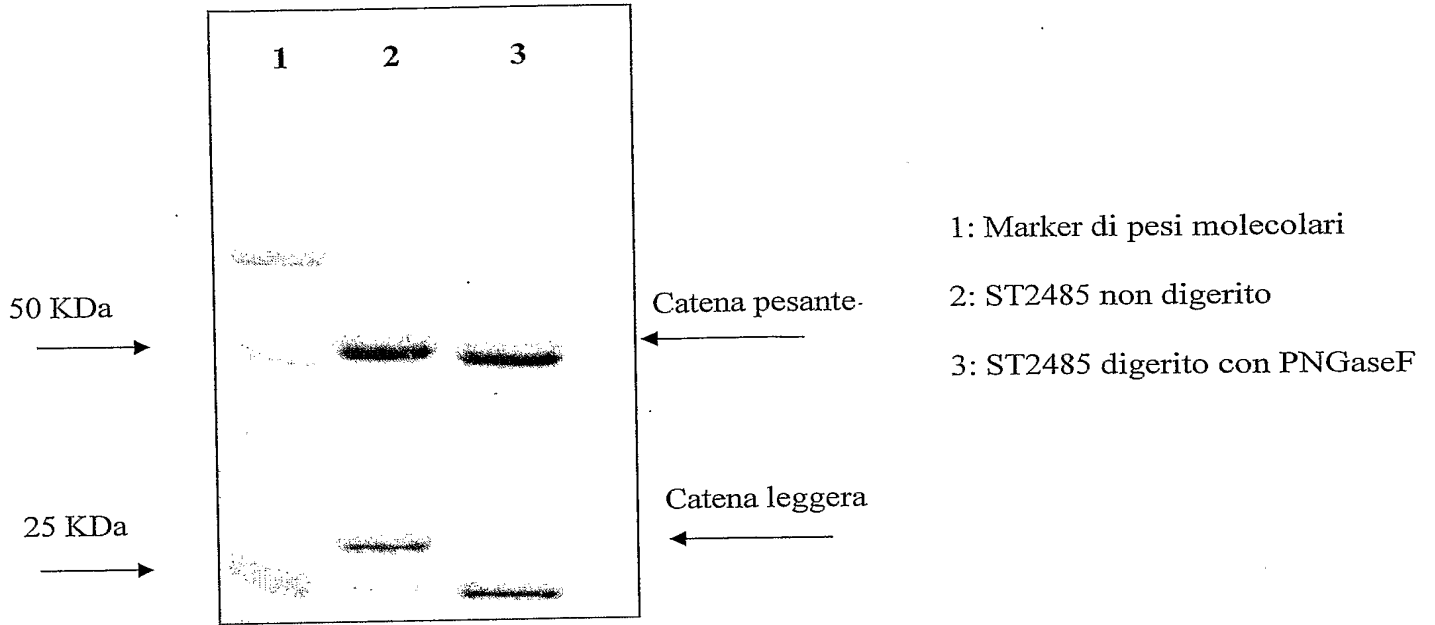 1 2 3
50 KDa
25 KDa
Catena pesante
Catena leggera
1: Marker di pesi molecolari
2: ST2485 non digerito
3: ST2485 digerito con PNGaseF